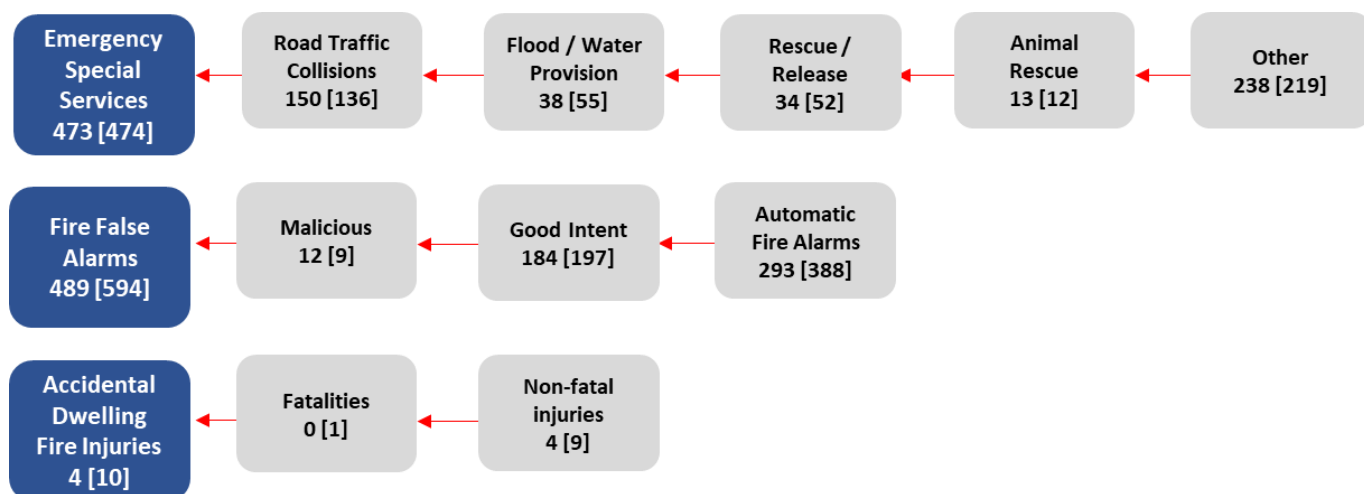 Emergency
Special
Services
473 [474]
Road Traffic
Collisions
150 [136]
Flood / Water
Provision
38 [55]
Rescue /
Release
34 [52]
Animal
Rescue
13 [12]
Other
238 [219]
Fire False
Alarms
489 [594]
Malicious
12 [9]
Good Intent
184 [197]
Automatic
Fire Alarms
293 [388]
Accidental
Dwelling
Fire Injuries
4 [10]
Fatalities
0 [1]
Non-fatal
injuries
4 [9]